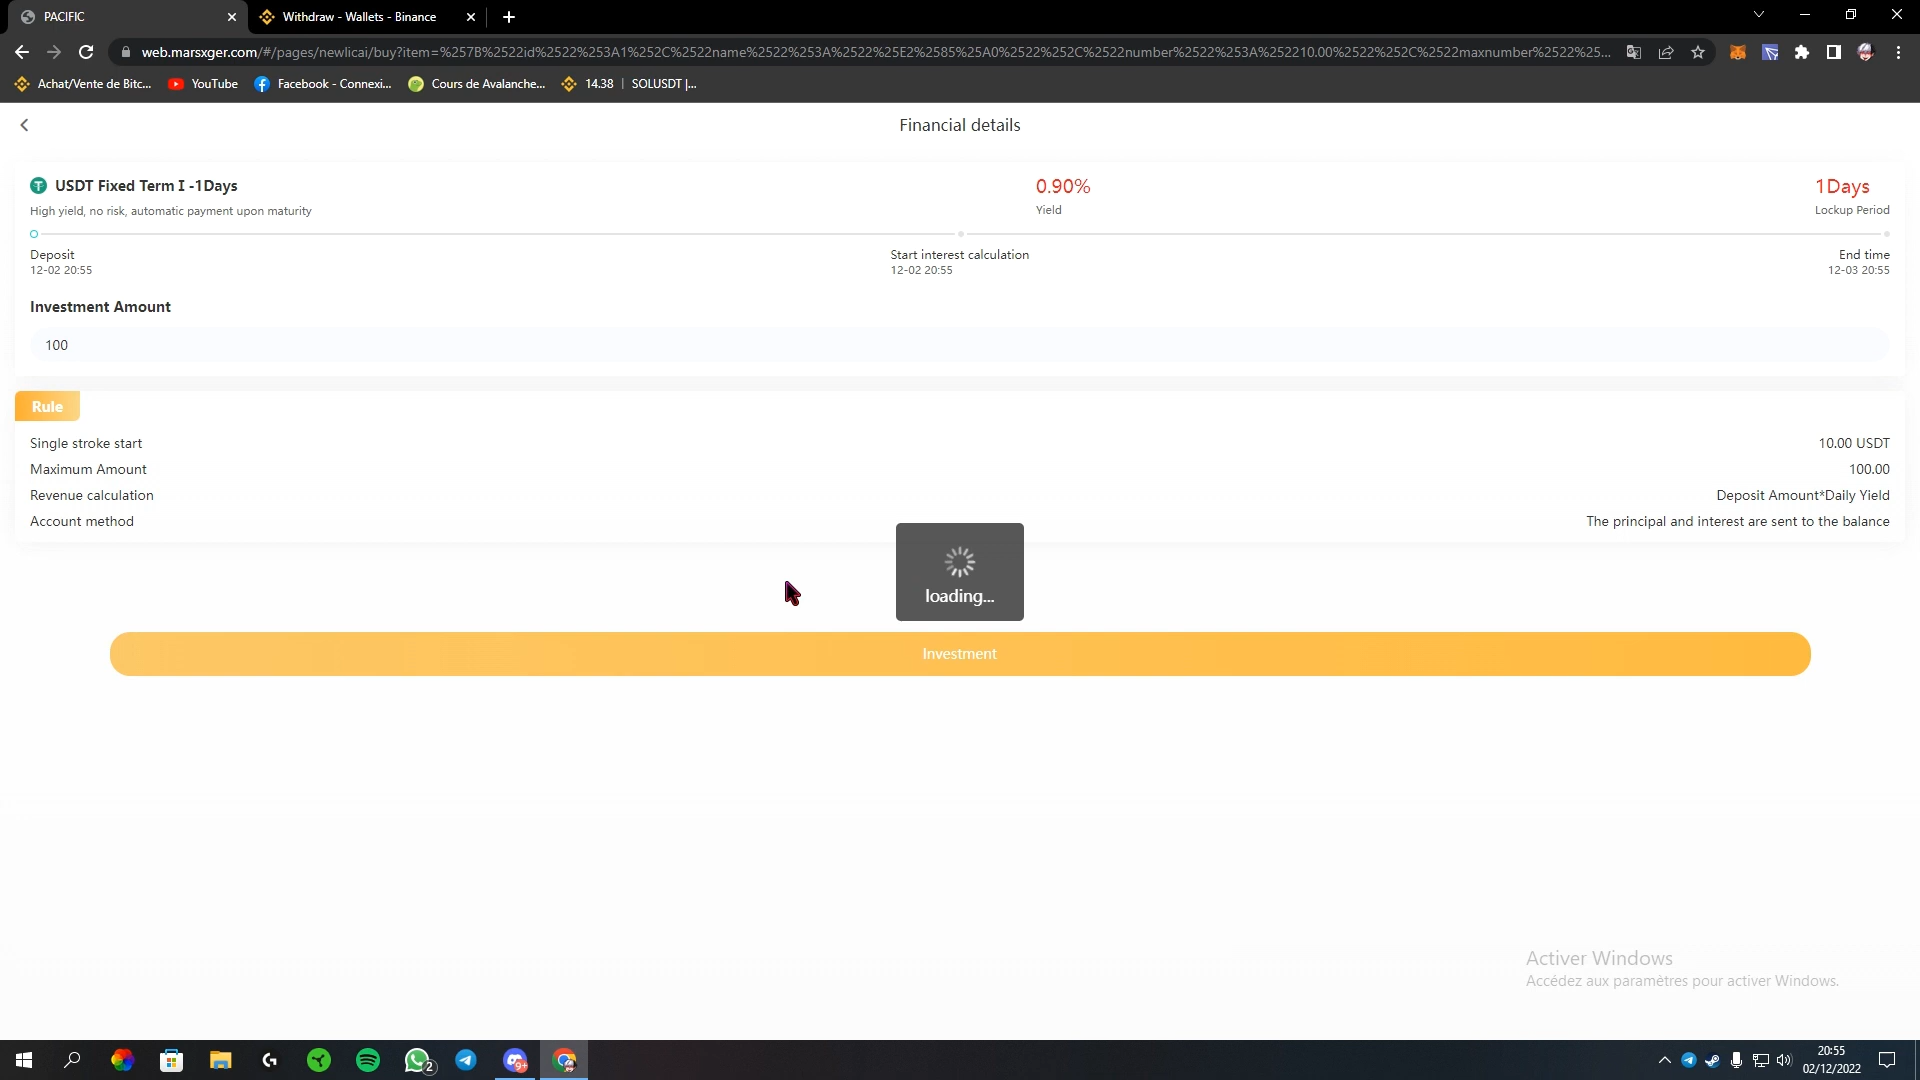 PACIFIC
Withdraw - Wallets - Binance
web.marsxger.com/#/pages/newlicai/buy?item=%257B%2522id%2522%253A1%252C%2522name%2522%253A%2522%25E2%2585%25A0%2522%252C%2522number%2522%253A%252210.00%2522%252C%2522maxnumber%2522%25...
Achat/Vente de Bitc...
YouTube
Facebook - Connexi...
Cours de Avalanche...
14.38 | SOLUSDT |...
Financial details
USDT Fixed Term I -1Days
0.90%
1Days
High yield, no risk, automatic payment upon maturity
Yield
Lockup Period
Deposit
Start interest calculation
End time
12-02 20:55
12-02 20:55
12-03 20:55
Investment Amount
100
Rule
Single stroke start
10.00 USDT
Maximum Amount
100.00
Revenue calculation
Deposit Amount*Daily Yield
Account method
The principal and interest are sent to the balance
loading...
Investment
Activer Windows
Accédez aux paramètres pour activer Windows.
2
9+
20:55
02/12/2022